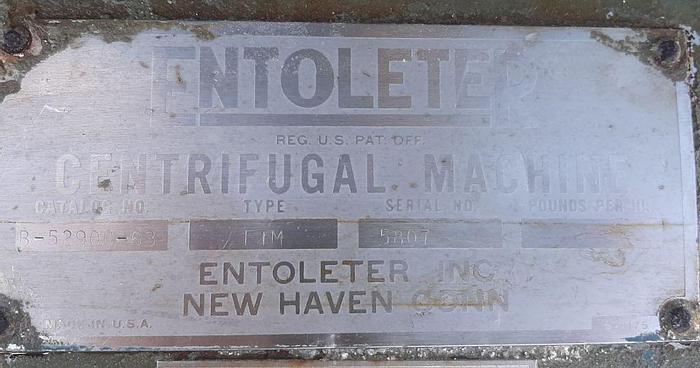 ENTOLETER
REG. U.S. PAT. OFF.
CENTRIFUGAL MACHINE
CATALOG NO. TYPE SERIAL NO. POUNDS PER HR.
5807
ENTOLETER INC.
NEW HAVEN CONN
MADE IN U.S.A.